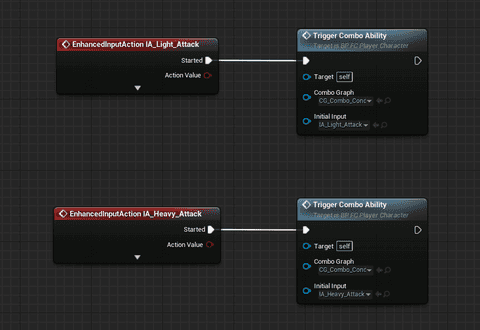 EnhancedInputAction IA_Light_Attack
Started
Action Value
Trigger Combo Ability
Target is BP FC Player Character
Target self
Combo Graph
CG_Combo_Conc
Initial Input
IA_Light_Attack
EnhancedInputAction IA_Heavy_Attack
Started
Action Value
Trigger Combo Ability
Target is BP FC Player Character
Target self
Combo Graph
CG_Combo_Conc
Initial Input
IA_Heavy_Attack